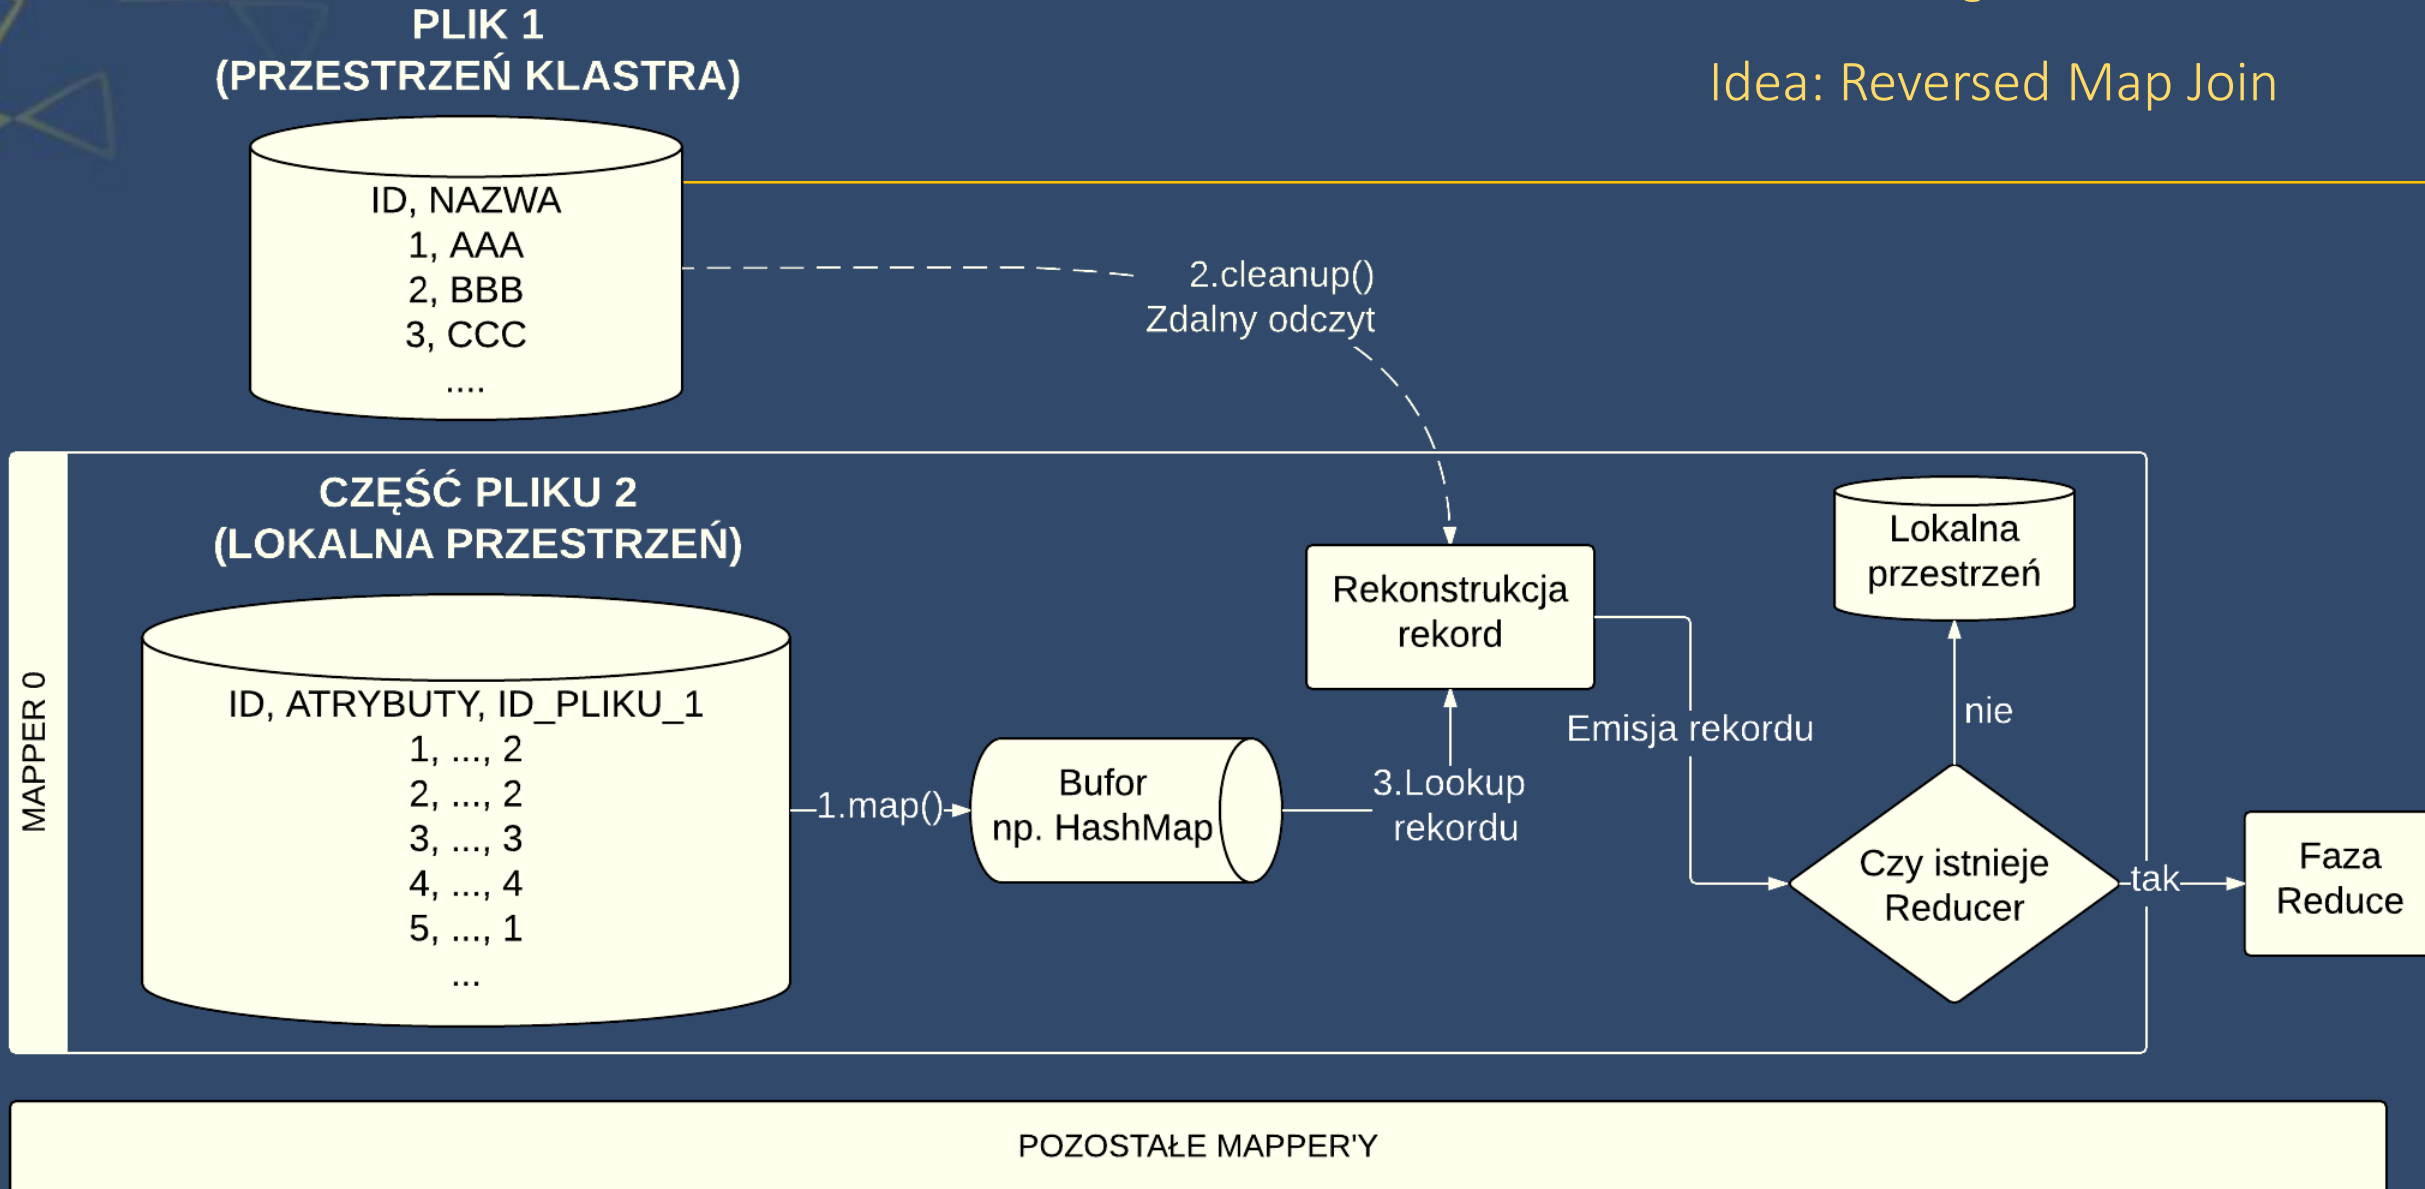 Idea: Reversed Map Join
PLIK 1
(PRZESTRZEŃ KLASTRA)
ID, NAZWA
1, AAA
2, BBB
3, CCC
....
2.cleanup()
Zdalny odczyt
MAPPER 0
CZĘŚĆ PLIKU 2
(LOKALNA PRZESTRZEŃ)
ID, ATRYBUTY, ID_PLIKU_1
1, ..., 2
2, ..., 2
3, ..., 3
4, ..., 4
5, ..., 1
...
1.map()
Bufor
np. HashMap
3.Lookup
rekordu
Rekonstrukcja
rekord
Emisja rekordu
Lokalna
przestrzeń
nie
Czy istnieje
Reducer
tak
Faza
Reduce
POZOSTAŁE MAPPER'Y